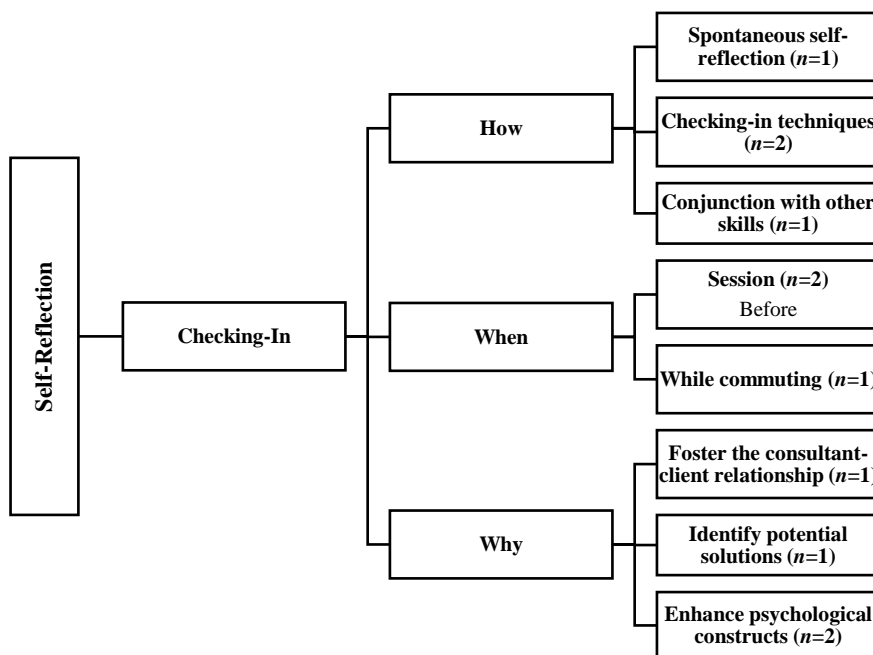 Self-Reflection
Checking-In
How
Spontaneous self-
reflection (n=1)
Checking-in techniques
(n=2)
Conjunction with other
skills (n=1)
When
Session (n=2)
Before
While commuting (n=1)
Why
Foster the consultant-
client relationship (n=1)
Identify potential
solutions (n=1)
Enhance psychological
constructs (n=2)